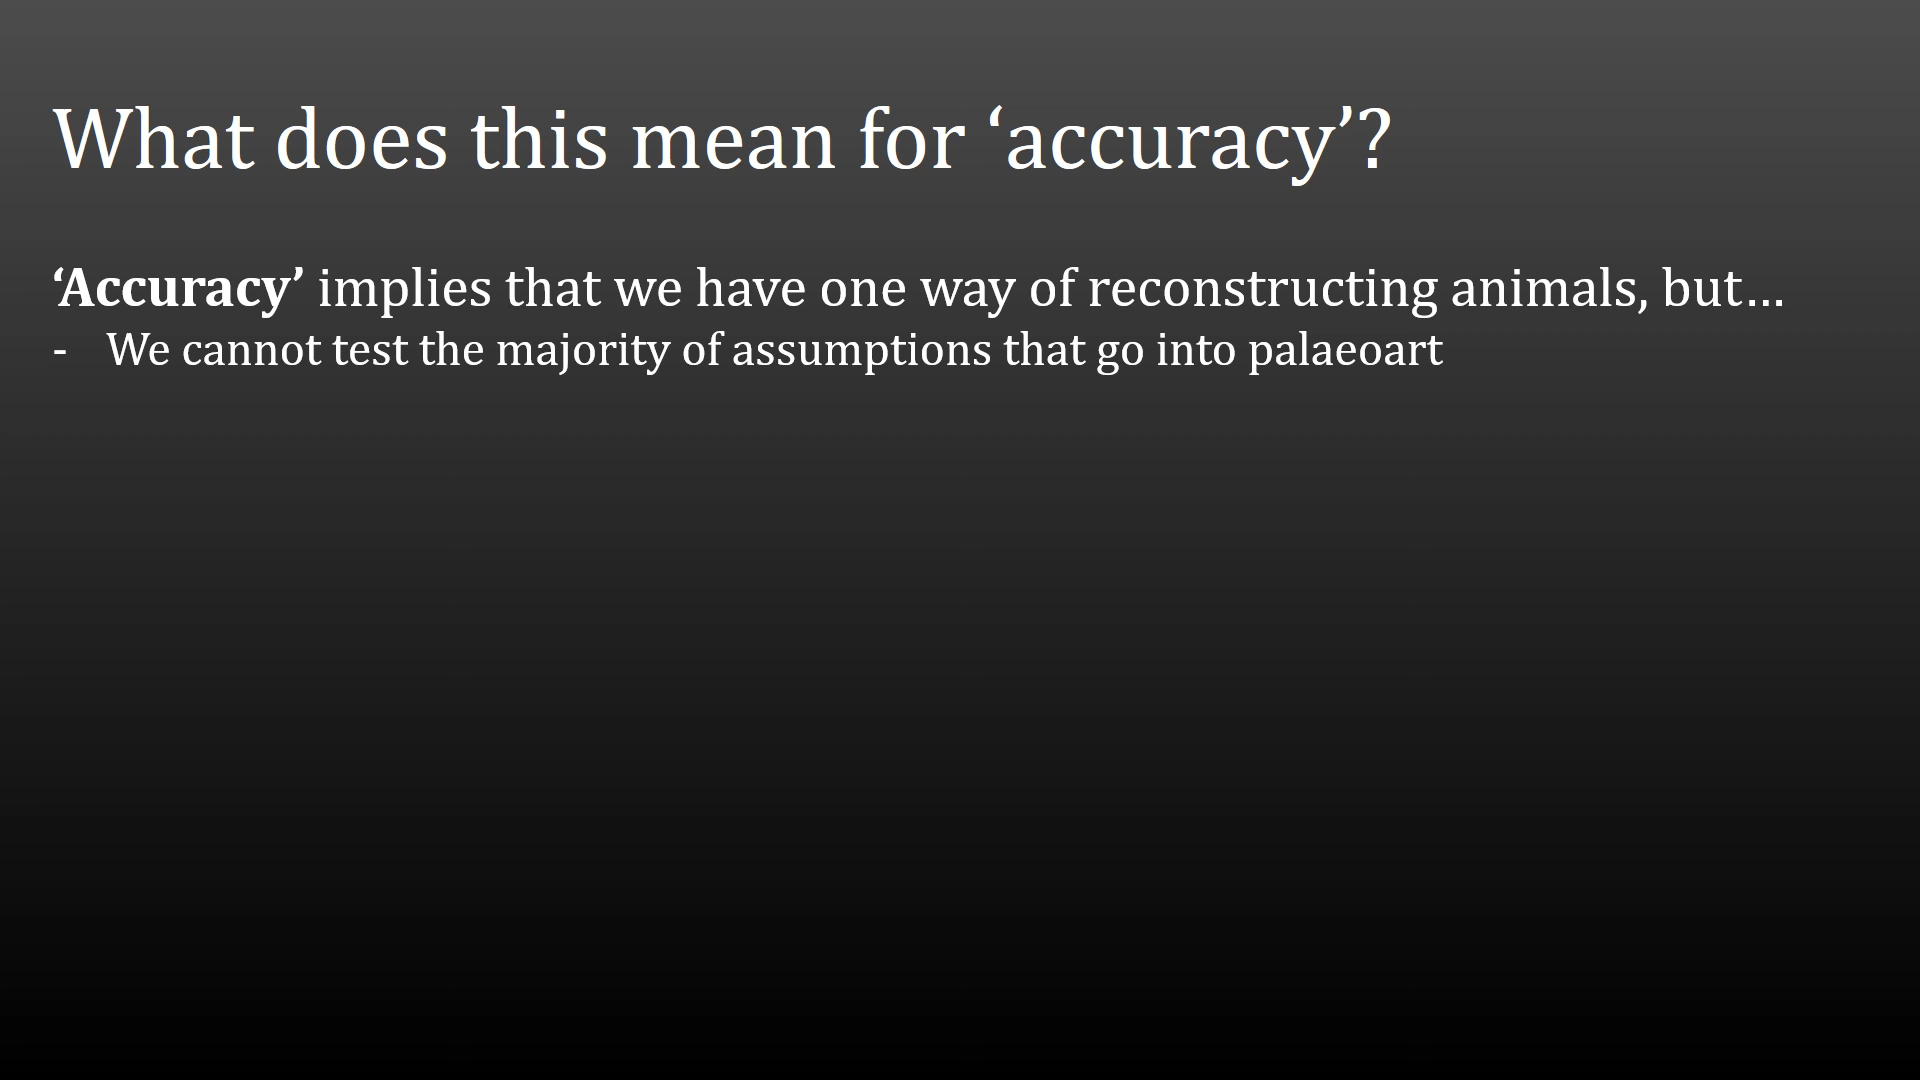 What does this mean for ‘accuracy’?
‘Accuracy’ implies that we have one way of reconstructing animals, but…
- We cannot test the majority of assumptions that go into palaeoart